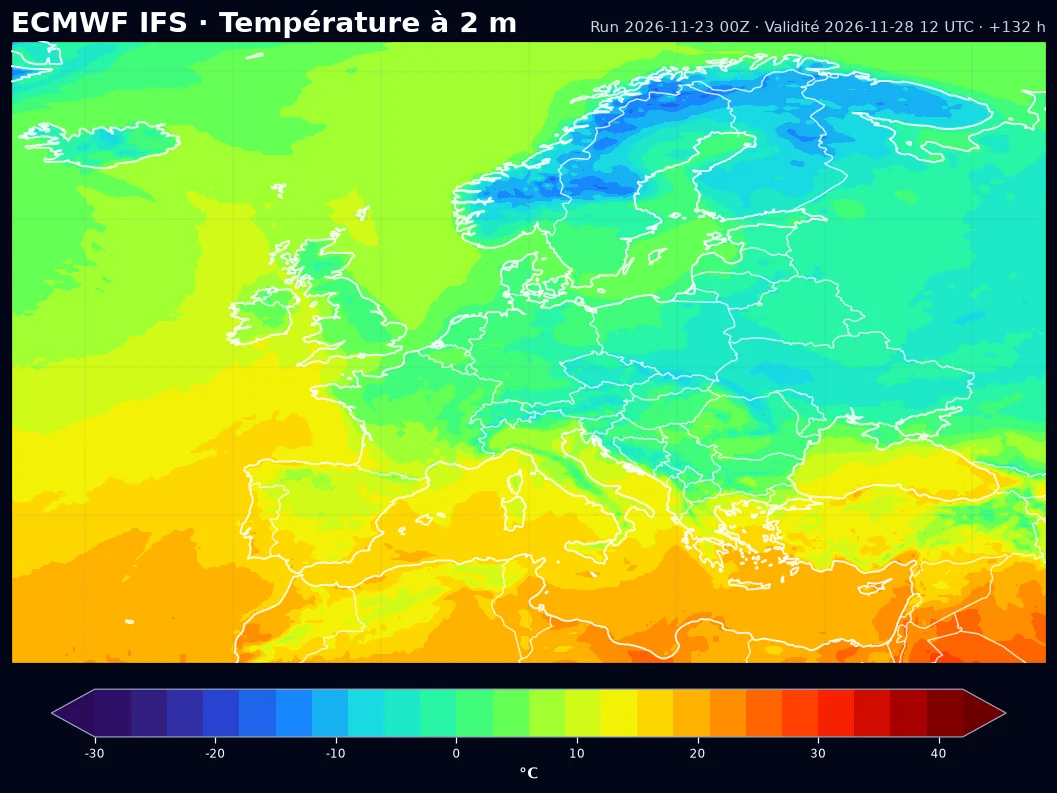 ECMWF IFS · Température à 2 m
Run 2026-11-23 00Z · Validité 2026-11-28 12 UTC · +132 h
-30 -20 -10 0 10 20 30 40
°C